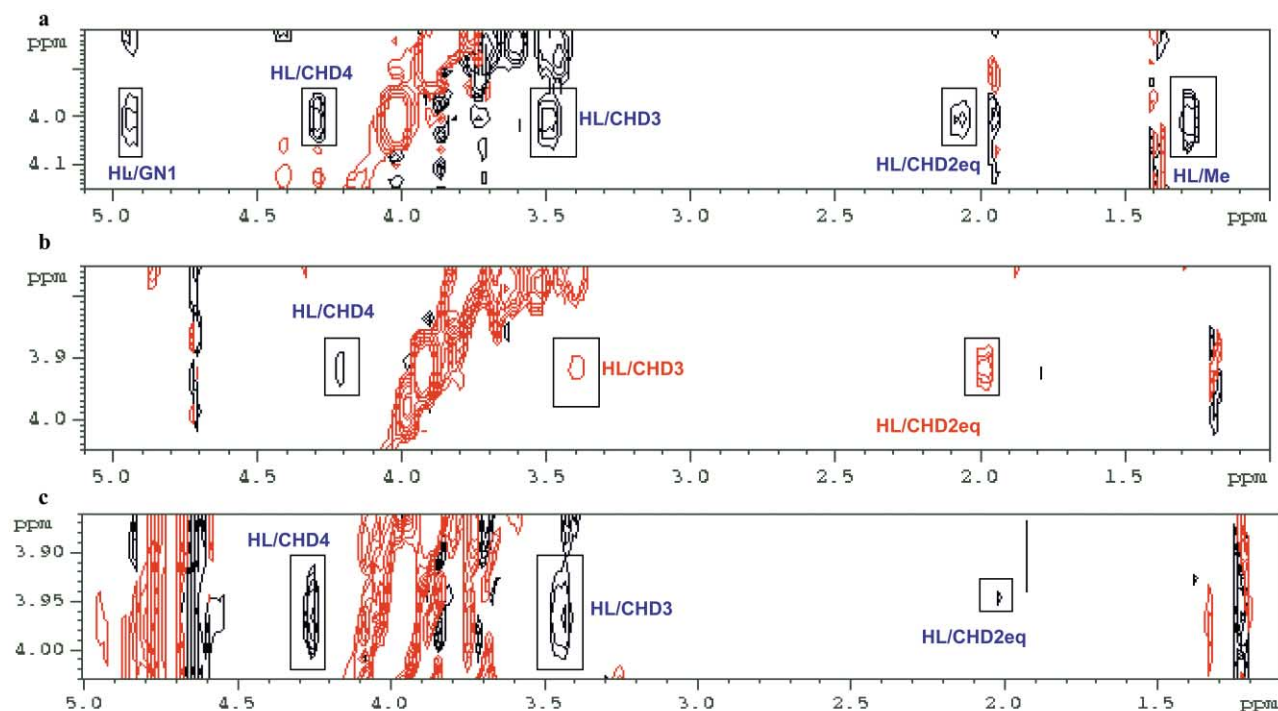 a
ppm
HL/CHD4
4.0
HL/CHD3
4.1
HL/GN1
HL/CHD2eq
HL/Me
5.0 4.5 4.0 3.5 3.0 2.5 2.0 1.5 ppm
b
ppm
HL/CHD4
3.9
HL/CHD3
4.0
HL/CHD2eq
5.0 4.5 4.0 3.5 3.0 2.5 2.0 1.5 ppm
c
ppm
HL/CHD4
3.90
3.95
HL/CHD3
HL/CHD2eq
4.00
5.0 4.5 4.0 3.5 3.0 2.5 2.0 1.5 ppm